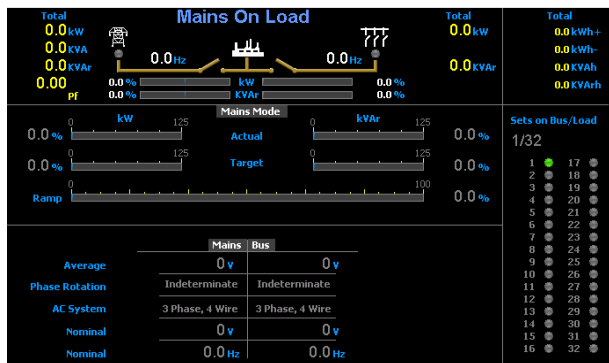 Total Mains On Load Total Total
0.0 kW 0.0 kW 0.0 kWh+
0.0 KVA 0.0 kWh-
0.0 Hz 0.0 Hz
0.0 KVAr 0.0 KVAr 0.0 KVAh
0.00 Pf 0.0 KVArh
0.0 % kW 0.0 %
0.0 % KVAr 0.0 %
Mains Mode
kW KVAr Sets on Bus/Load
0 125 0 125
0.0 % Actual 0.0 % 1/32
0 125 0 125
0.0 % Target 0.0 %
0 100
Ramp 0.0 %
1 17
2 18
3 19
4 20
5 21
6 22
7 23
8 24
9 25
10 26
11 27
12 28
13 29
14 30
15 31
16 32
Mains Bus
Average 0 v 0 v
Phase Rotation Indeterminate Indeterminate
AC System 3 Phase, 4 Wire 3 Phase, 4 Wire
Nominal 0 v 0 v
Nominal 0.0 Hz 0.0 Hz